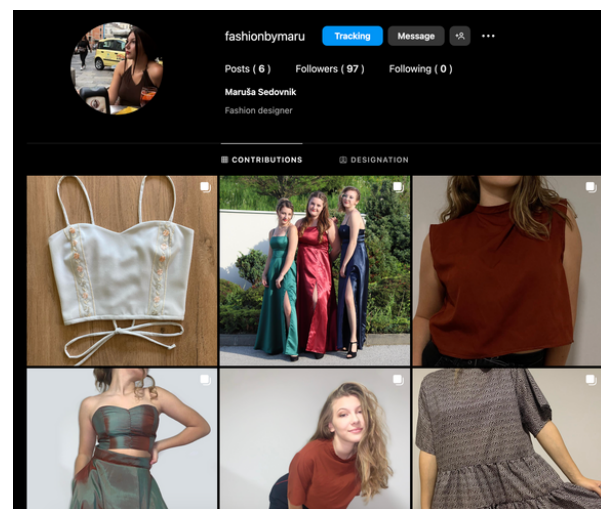 fashionbymaru Tracking Message
Posts ( 6 ) Followers ( 97 ) Following ( 0 )
Maruša Sedovnik
Fashion designer
CONTRIBUTIONS DESIGNATION